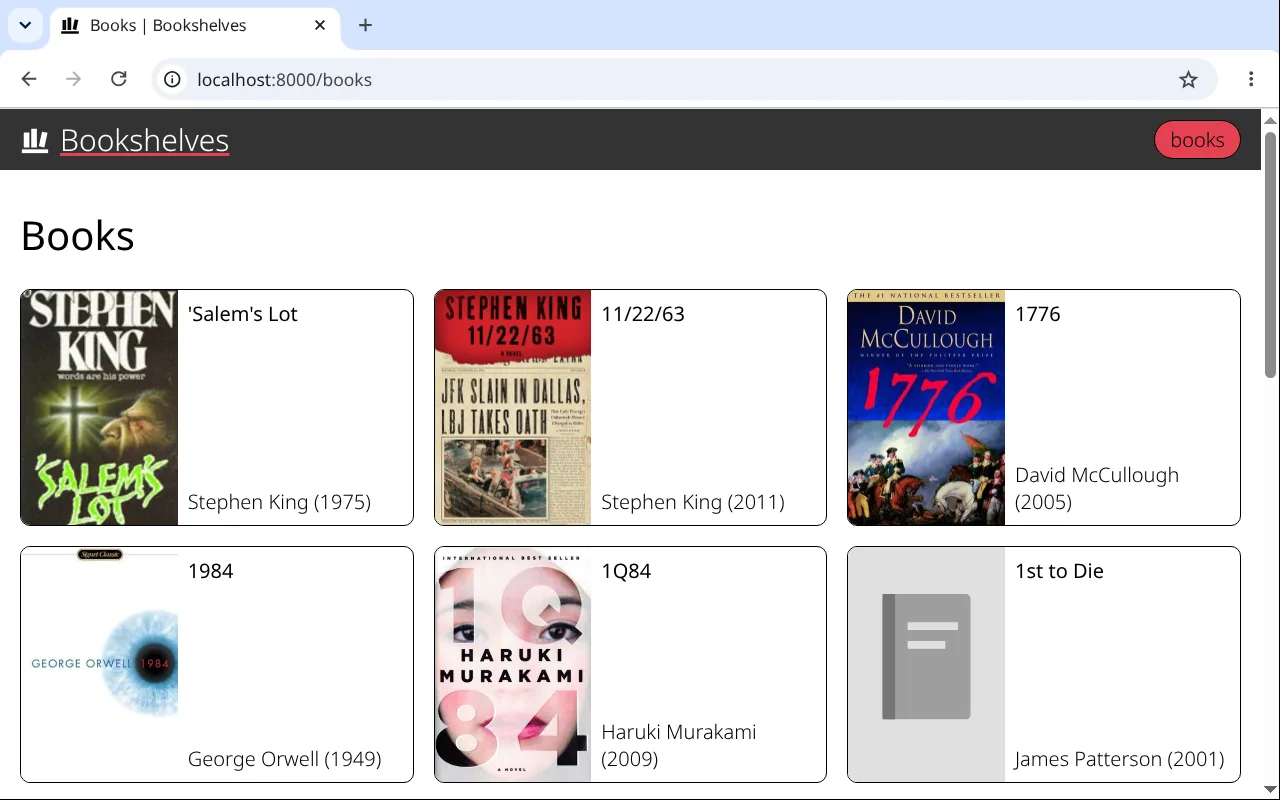 Books | Bookshelves
localhost:8000/books
Bookshelves
books
Books
STEPHEN
KING
words are his power
'SALEM'S
LOT
'Salem's Lot
Stephen King (1975)
STEPHEN KING
11/22/63
A NOVEL
JFK SLAIN IN DALLAS,
LBJ TAKES OATH
11/22/63
Stephen King (2011)
THE #1 NATIONAL BESTSELLER
DAVID
McCULLOUGH
WINNER OF THE PULITZER PRIZE
1776
1776
David McCullough
(2005)
Signet Classic
GEORGE ORWELL 1984
1984
George Orwell (1949)
INTERNATIONAL BEST SELLER
1Q
HARUKI
MURAKAMI
84
A NOVEL
1Q84
Haruki Murakami
(2009)
1st to Die
James Patterson (2001)